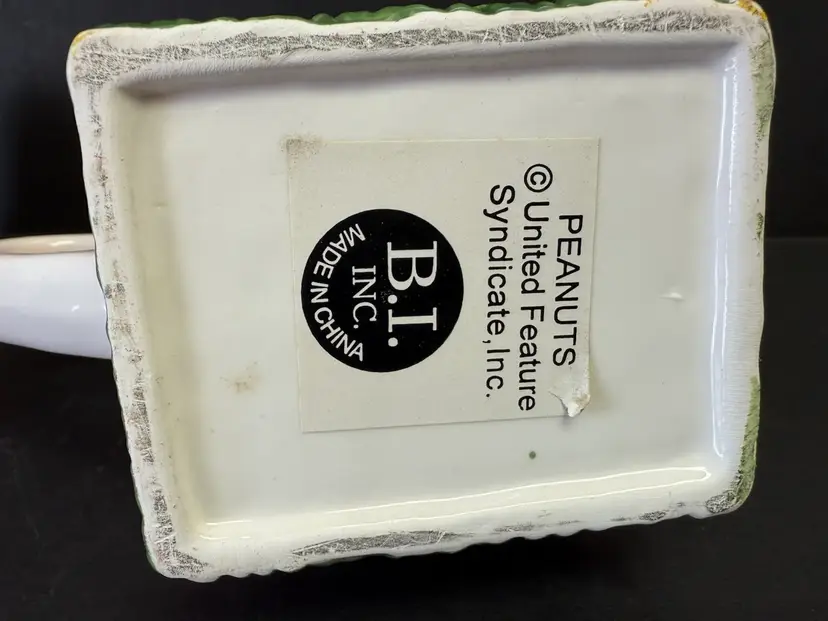 PEANUTS
© United Feature
Syndicate, Inc.
B.I.
INC.
MADE IN CHINA